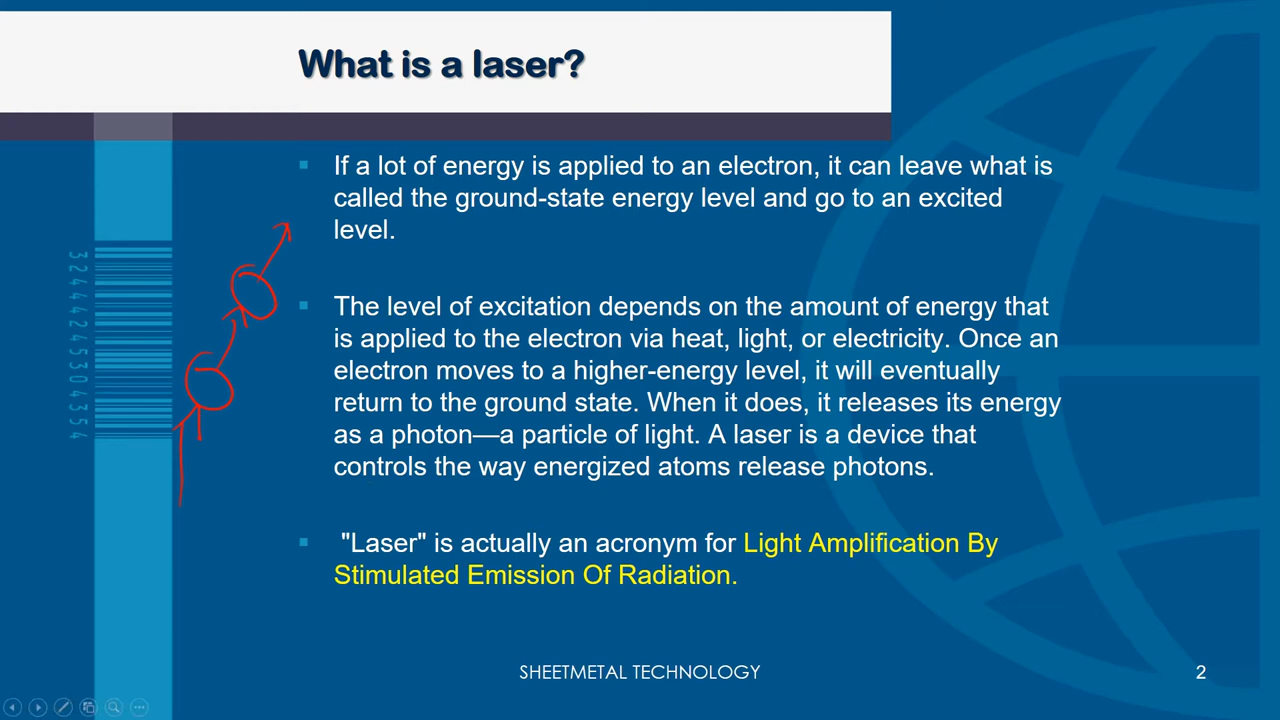 What is a laser?
If a lot of energy is applied to an electron, it can leave what is
called the ground-state energy level and go to an excited
level.
The level of excitation depends on the amount of energy that
is applied to the electron via heat, light, or electricity. Once an
electron moves to a higher-energy level, it will eventually
return to the ground state. When it does, it releases its energy
as a photon—a particle of light. A laser is a device that
controls the way energized atoms release photons.
"Laser" is actually an acronym for Light Amplification By
Stimulated Emission Of Radiation.
32444245304354
SHEETMETAL TECHNOLOGY
2